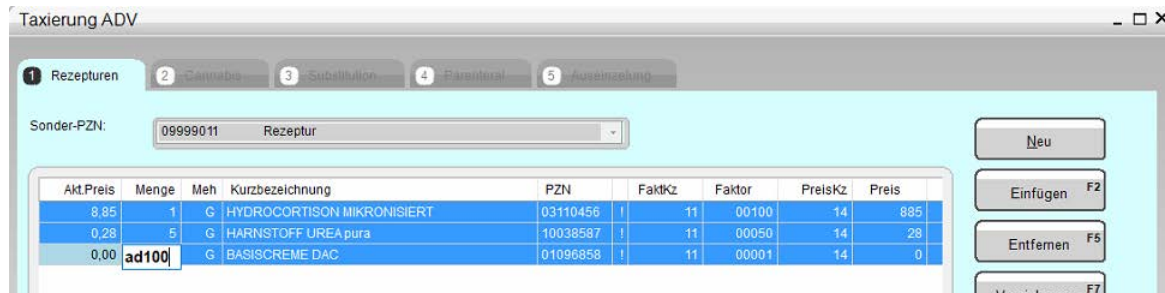 Taxierung ADV
1 Rezepturen 2 Cannabis 3 Substitution 4 Parenteral 5 Auseinzelung
Sonder-PZN: 09999011 Rezeptur
Neu
Akt.Preis Menge Meh Kurzbezeichnung PZN FaktKz Faktor PreisKz Preis
Einfügen F2
8,85 1 G HYDROCORTISON MIKRONISIERT 03110456 ! 11 00100 14 885
0,28 5 G HARNSTOFF UREA pura 10038587 ! 11 00050 14 28
Entfernen F5
0,00 ad100 G BASISCREME DAC 01096858 ! 11 00001 14 0
F7